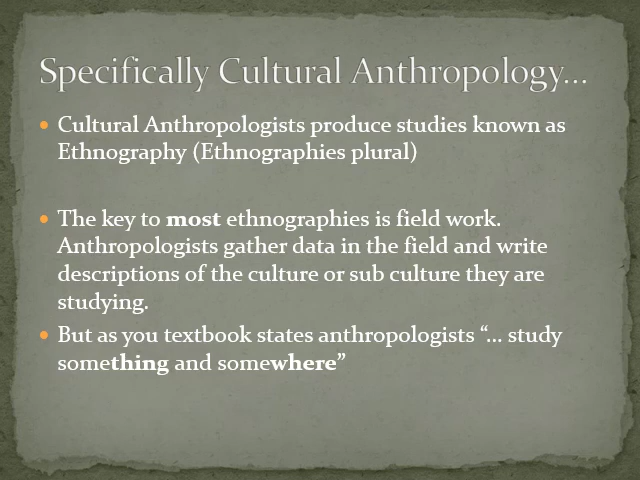 Specifically Cultural Anthropology...
Cultural Anthropologists produce studies known as
Ethnography (Ethnographies plural)
The key to most ethnographies is field work.
Anthropologists gather data in the field and write
descriptions of the culture or sub culture they are
studying.
But as you textbook states anthropologists “... study
something and somewhere”